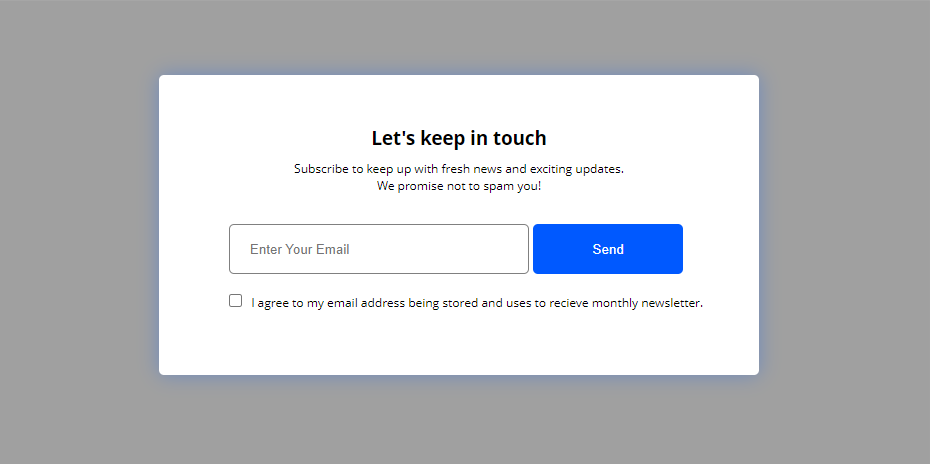 Let's keep in touch
Subscribe to keep up with fresh news and exciting updates.
We promise not to spam you!
Enter Your Email
Send
I agree to my email address being stored and uses to recieve monthly newsletter.